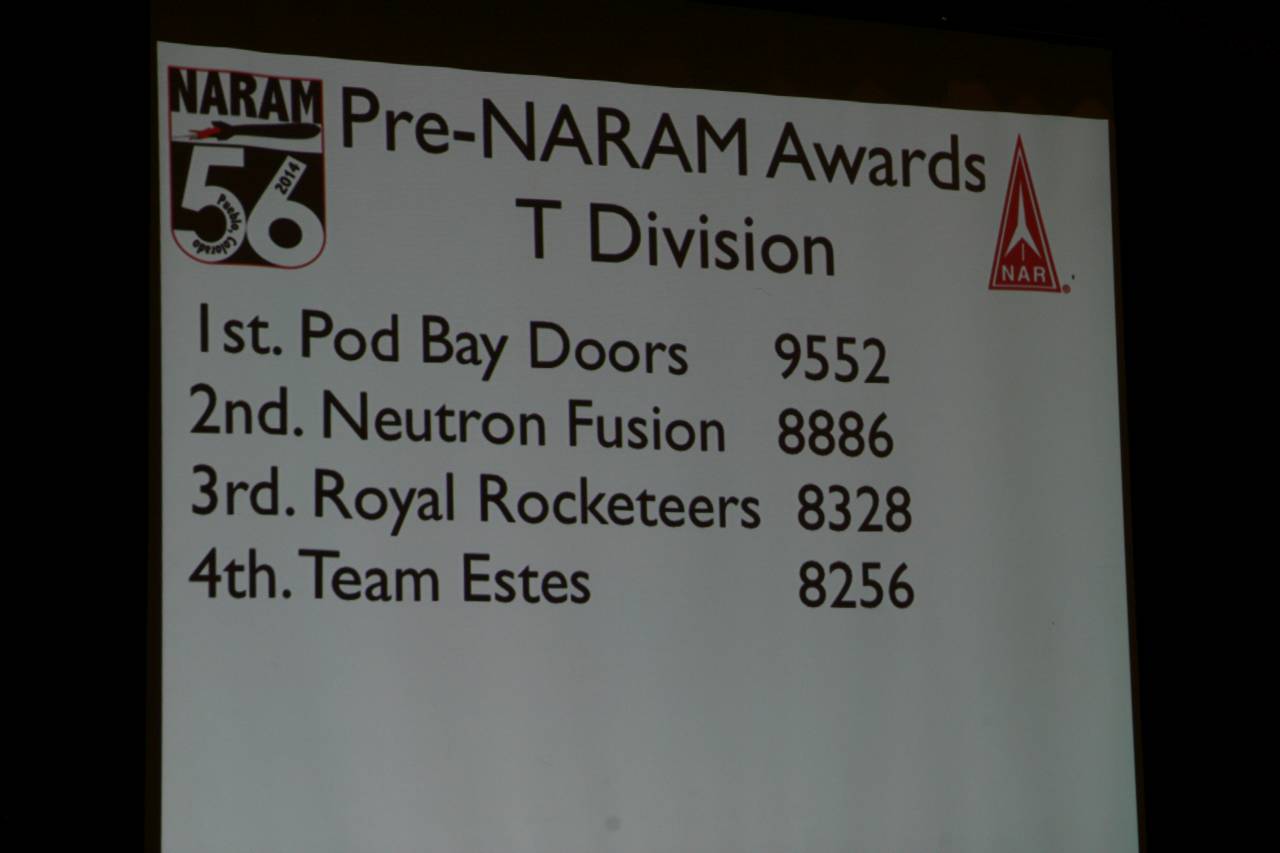 NARAM
56
2014
Pueblo, Colorado
Pre-NARAM Awards
T Division
NAR
®
1st. Pod Bay Doors 9552
2nd. Neutron Fusion 8886
3rd. Royal Rocketeers 8328
4th. Team Estes 8256